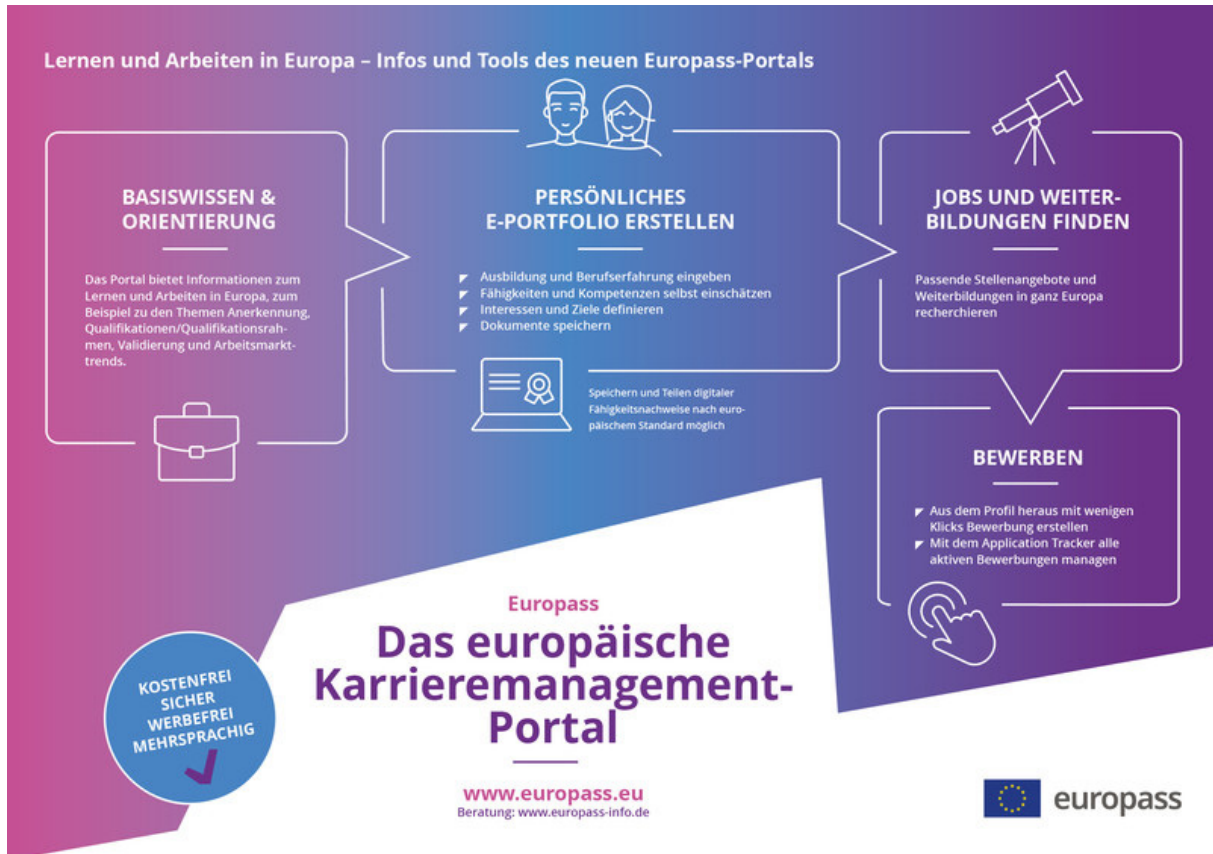 Lernen und Arbeiten in Europa – Infos und Tools des neuen Europass-Portals
BASISWISSEN &
ORIENTIERUNG
Das Portal bietet Informationen zum
Lernen und Arbeiten in Europa, zum
Beispiel zu den Themen Anerkennung,
Qualifikationen/Qualifikationsrah-
men, Validierung und Arbeitsmarkt-
trends.
PERSÖNLICHES
E-PORTFOLIO ERSTELLEN
Ausbildung und Berufserfahrung eingeben
Fähigkeiten und Kompetenzen selbst einschätzen
Interessen und Ziele definieren
Dokumente speichern
Speichern und Teilen digitaler
Fähigkeitsnachweise nach euro-
päischem Standard möglich
JOBS UND WEITER-
BILDUNGEN FINDEN
Passende Stellenangebote und
Weiterbildungen in ganz Europa
recherchieren
BEWERBEN
Aus dem Profil heraus mit wenigen
Klicks Bewerbung erstellen
Mit dem Application Tracker alle
aktiven Bewerbungen managen
KOSTENFREI
SICHER
WERBEFREI
MEHRSPRACHIG
Europass
Das europäische
Karrieremanagement-
Portal
www.europass.eu
Beratung: www.europass-info.de
europass